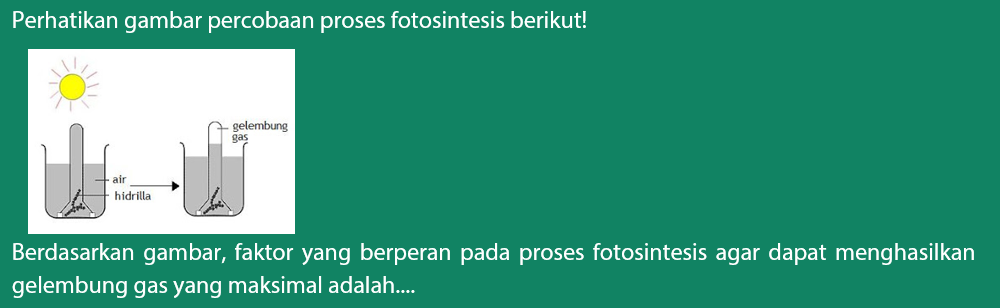 Perhatikan gambar percobaan proses fotosintesis berikut!
gelembung
gas
air
hidrilla
Berdasarkan gambar, faktor yang berperan pada proses fotosintesis agar dapat menghasilkan
gelembung gas yang maksimal adalah....